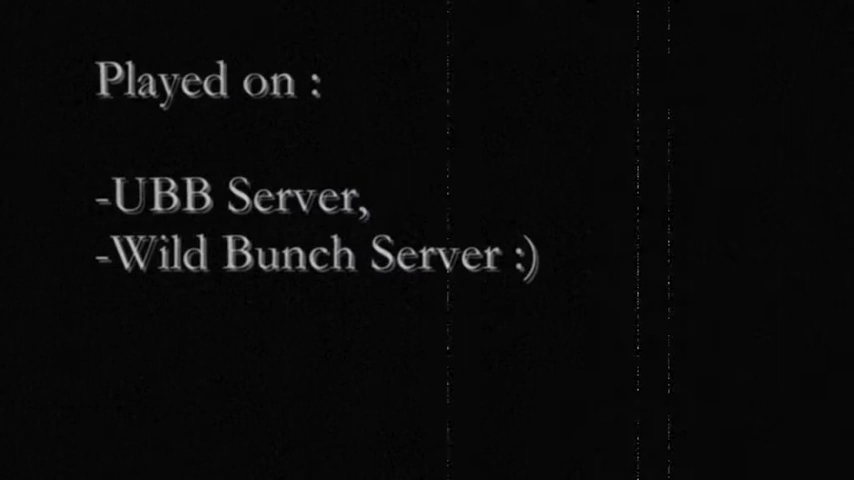 Played on :
-UBB Server,
-Wild Bunch Server :)